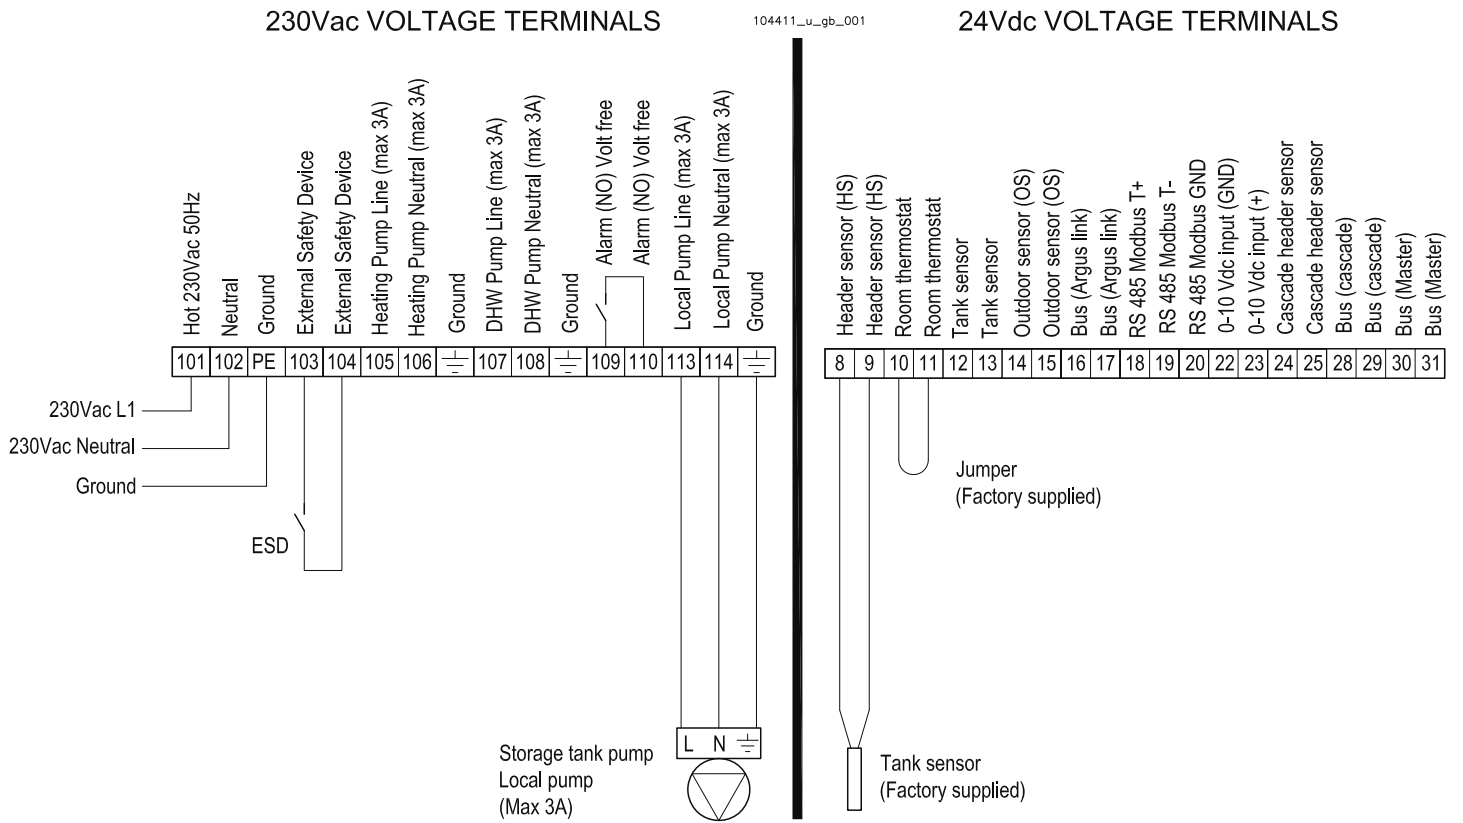 230Vac VOLTAGE TERMINALS
104411_u_gb_001
24Vdc VOLTAGE TERMINALS
Hot 230Vac 50Hz
Neutral
Ground
External Safety Device
External Safety Device
Heating Pump Line (max 3A)
Heating Pump Neutral (max 3A)
Ground
DHW Pump Line (max 3A)
DHW Pump Neutral (max 3A)
Ground
Alarm (NO) Volt free
Alarm (NO) Volt free
Local Pump Line (max 3A)
Local Pump Neutral (max 3A)
Ground
101 102 PE 103 104 105 106 107 108 109 110 113 114
230Vac L1
230Vac Neutral
Ground
ESD
L N
Storage tank pump
Local pump
(Max 3A)
Header sensor (HS)
Header sensor (HS)
Room thermostat
Room thermostat
Tank sensor
Tank sensor
Outdoor sensor (OS)
Outdoor sensor (OS)
Bus (Argus link)
Bus (Argus link)
RS 485 Modbus T+
RS 485 Modbus T-
RS 485 Modbus GND
0-10 Vdc input (GND)
0-10 Vdc input (+)
Cascade header sensor
Cascade header sensor
Bus (cascade)
Bus (cascade)
Bus (Master)
Bus (Master)
8 9 10 11 12 13 14 15 16 17 18 19 20 22 23 24 25 28 29 30 31
Jumper
(Factory supplied)
Tank sensor
(Factory supplied)